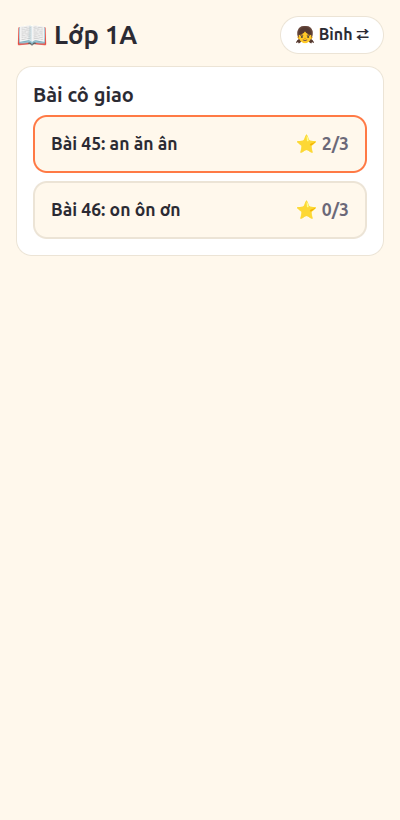 📖 Lớp 1A
👧 Bình ⇄
Bài cô giao
Bài 45: an ăn ân ⭐ 2/3
Bài 46: on ôn ơn ⭐ 0/3